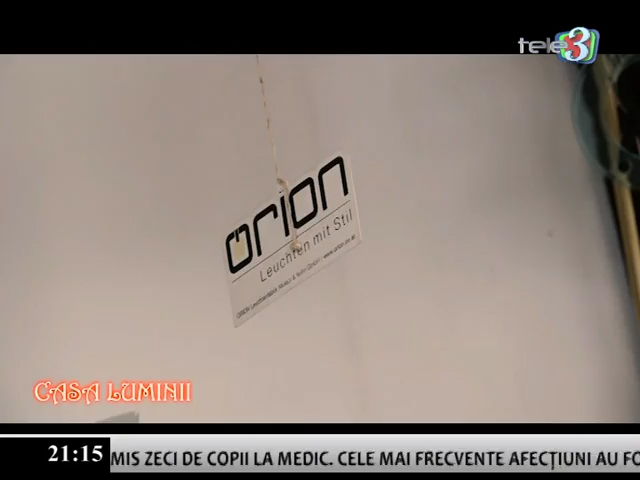 tele3
orion
Leuchten mit Stil
CASA LUMINII
21:15
MIS ZECI DE COPII LA MEDIC. CELE MAI FRECVENTE AFECȚIUNI AU FO